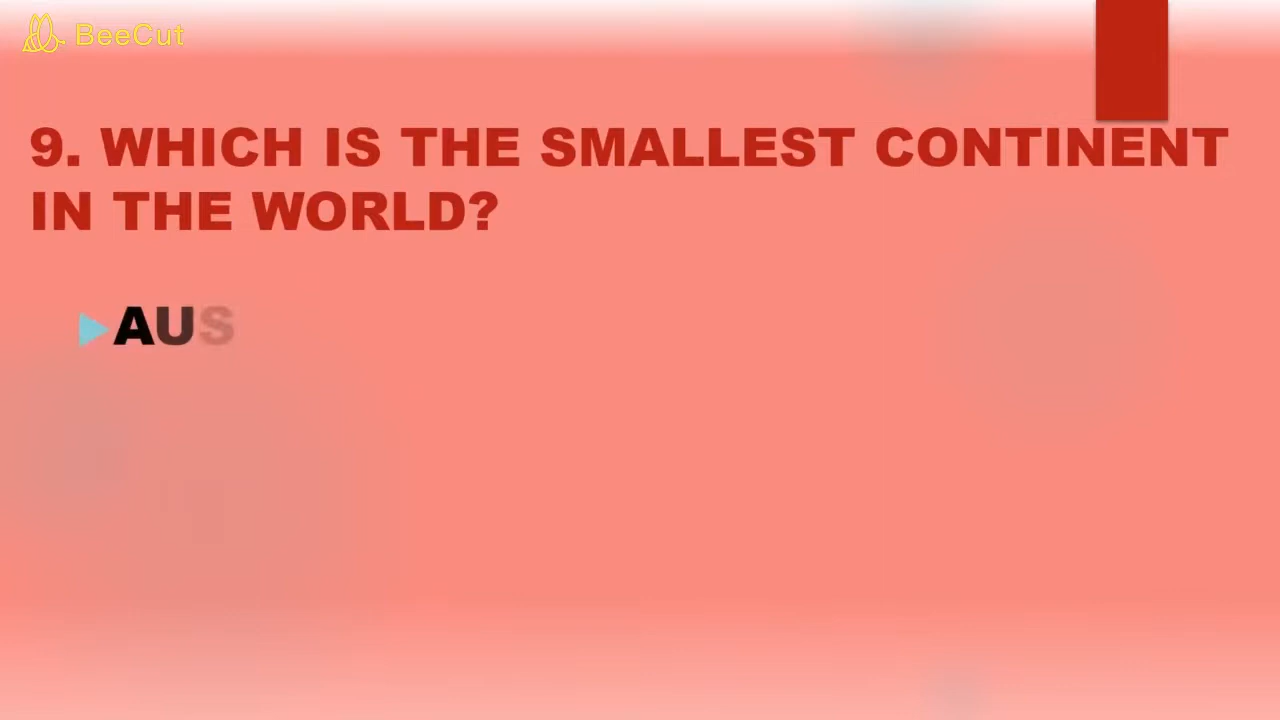 BeeCut
9. WHICH IS THE SMALLEST CONTINENT
IN THE WORLD?
AUS